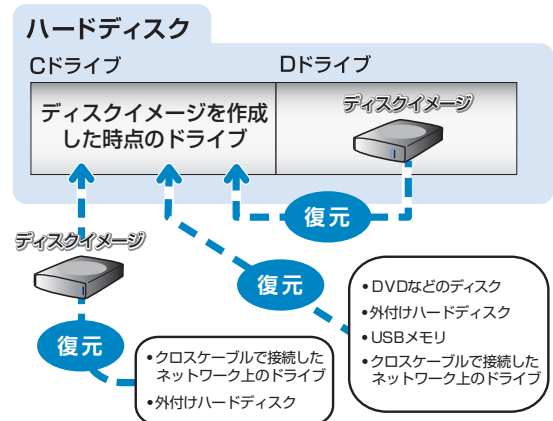 ハードディスク
Cドライブ
Dドライブ
ディスクイメージを作成
した時点のドライブ
ディスクイメージ
復元
ディスクイメージ
復元
復元
•DVDなどのディスク
•外付けハードディスク
•USBメモリ
•クロスケーブルで接続した
ネットワーク上のドライブ
•クロスケーブルで接続した
ネットワーク上のドライブ
•外付けハードディスク